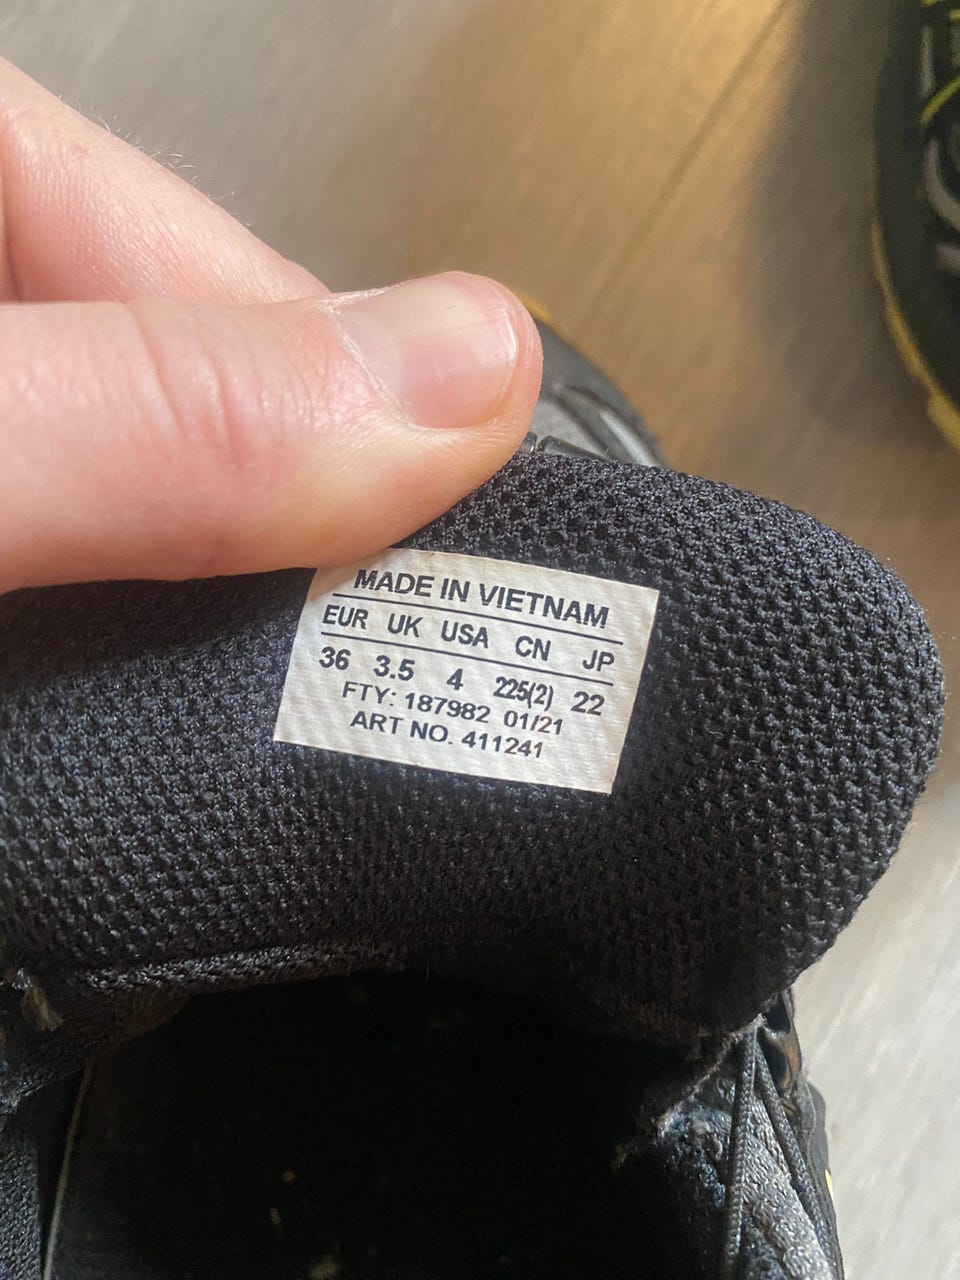 MADE IN VIETNAM
EUR UK USA CN JP
36 3.5 4 225(2) 22
FTY: 187982 01/21
ART NO. 411241